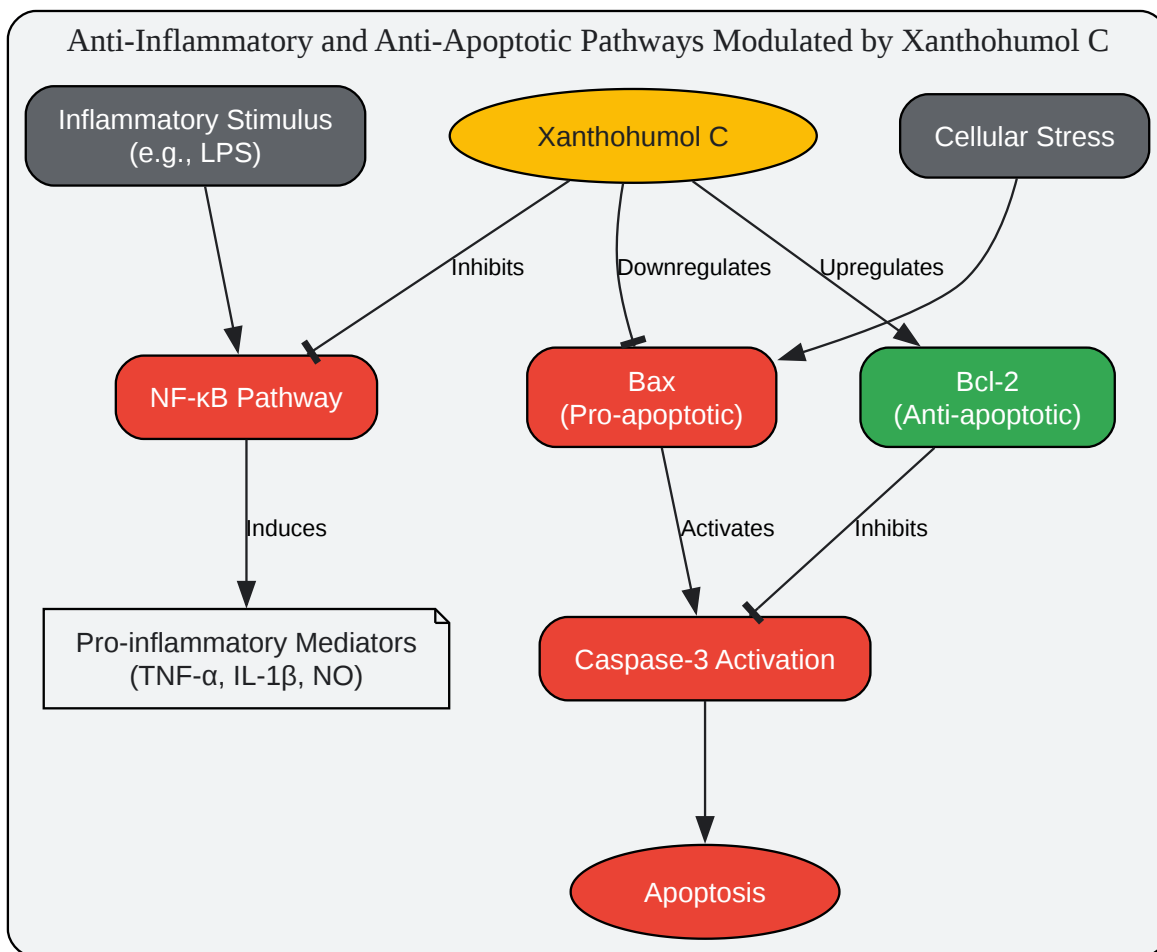 Anti-Inflammatory and Anti-Apoptotic Pathways Modulated by Xanthohumol C
Inflammatory Stimulus
(e.g., LPS)
Xanthohumol C
Cellular Stress
Inhibits
Downregulates
Upregulates
NF-κB Pathway
Bax
(Pro-apoptotic)
Bcl-2
(Anti-apoptotic)
Induces
Activates
Inhibits
Pro-inflammatory Mediators
(TNF-α, IL-1β, NO)
Caspase-3 Activation
Apoptosis